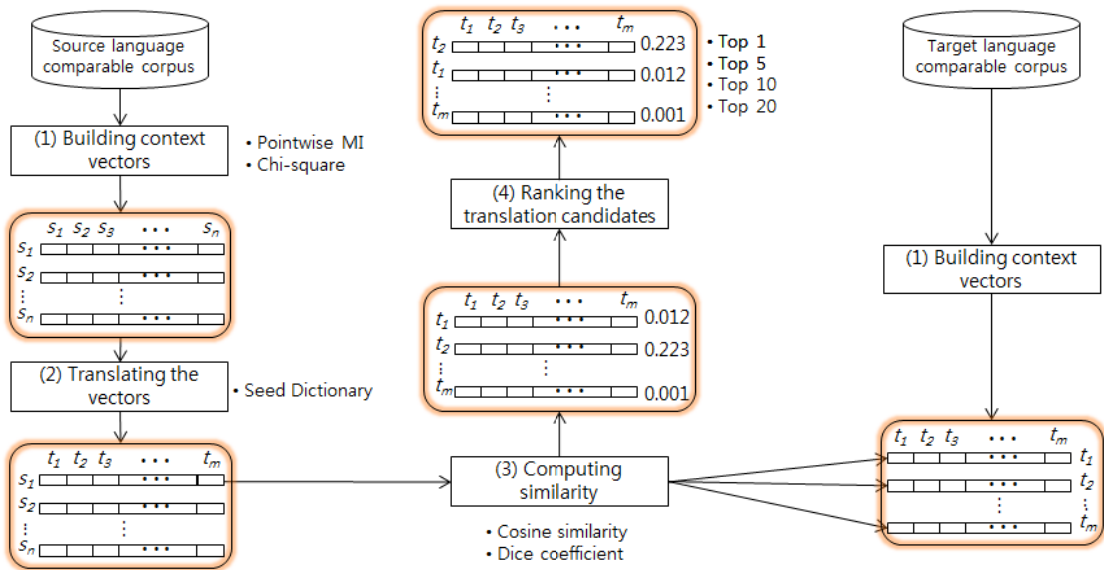 Source language
comparable corpus
(1) Building context
vectors
• Pointwise MI
• Chi-square
s1 s2 s3 • • • sn
s1 • • •
s2 • • •
⋮ ⋮
sn • • •
(2) Translating the
vectors
• Seed Dictionary
t1 t2 t3 • • • tm
s1 • • •
s2 • • •
⋮ ⋮
sn • • •
t1 t2 t3 • • • tm
t2 • • • 0.223
t1 • • • 0.012
⋮ ⋮
tm • • • 0.001
• Top 1
• Top 5
• Top 10
• Top 20
(4) Ranking the
translation candidates
t1 t2 t3 • • • tm
t1 • • • 0.012
t2 • • • 0.223
⋮ ⋮
tm • • • 0.001
(3) Computing
similarity
• Cosine similarity
• Dice coefficient
Target language
comparable corpus
(1) Building context
vectors
t1 t2 t3 • • • tm
• • • t1
• • • t2
⋮ ⋮
• • • tm